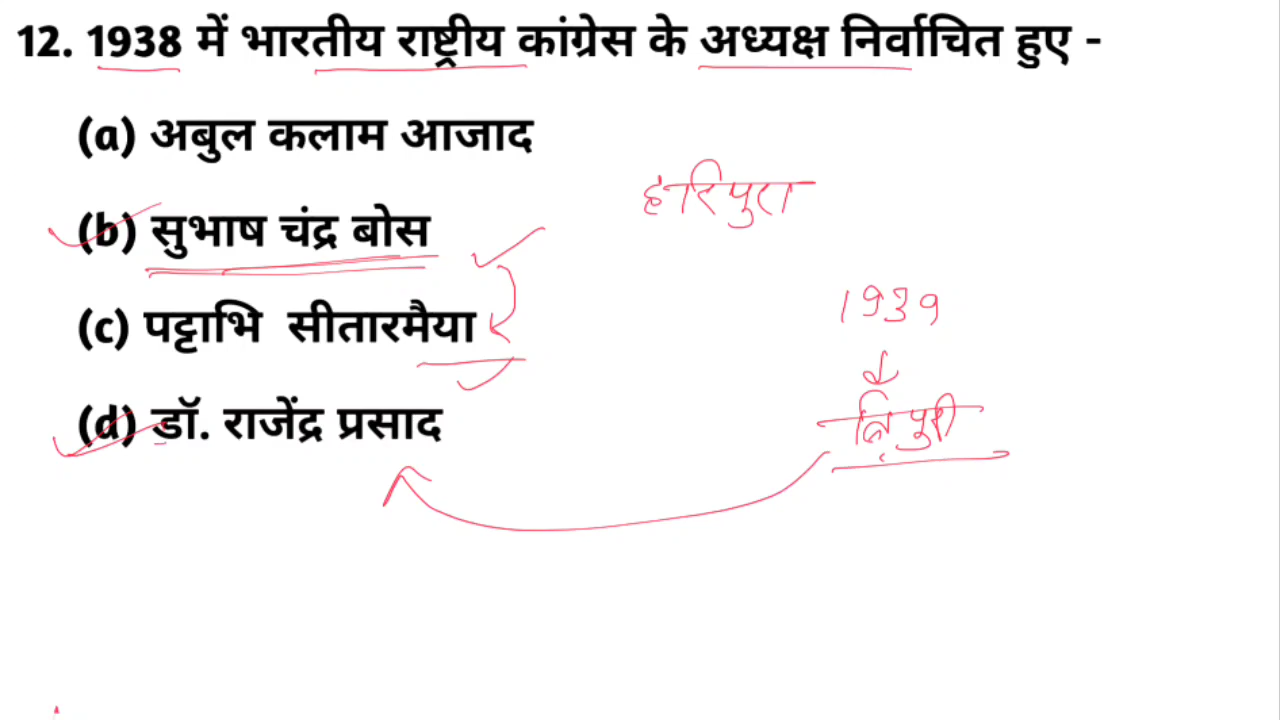 12. 1938 में भारतीय राष्ट्रीय कांग्रेस के अध्यक्ष निर्वाचित हुए -
(a) अबुल कलाम आजाद
हरिपुरा
(b) सुभाष चंद्र बोस
(c) पट्टाभि सीतारमैया
1939
(d) डॉ. राजेंद्र प्रसाद
त्रिपुरी